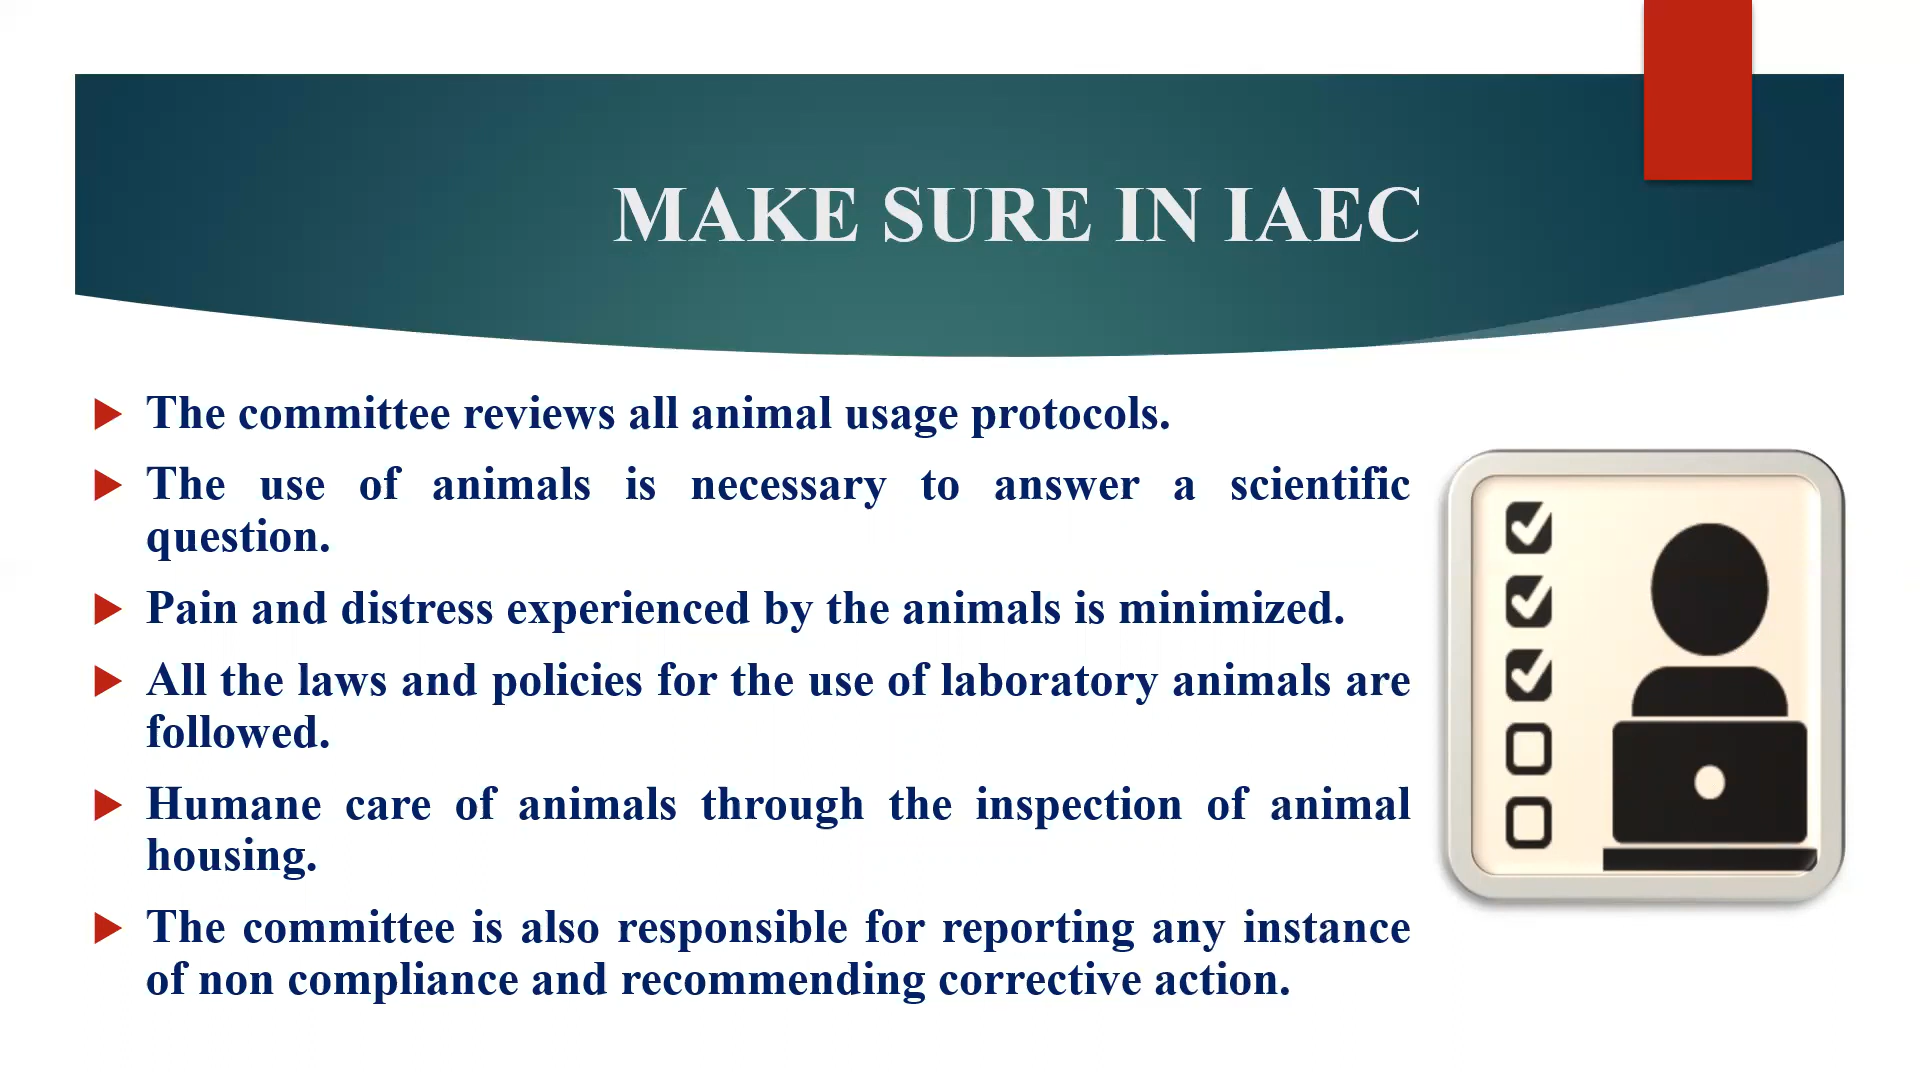 MAKE SURE IN IAEC
The committee reviews all animal usage protocols.
The use of animals is necessary to answer a scientific
question.
Pain and distress experienced by the animals is minimized.
All the laws and policies for the use of laboratory animals are
followed.
Humane care of animals through the inspection of animal
housing.
The committee is also responsible for reporting any instance
of non compliance and recommending corrective action.